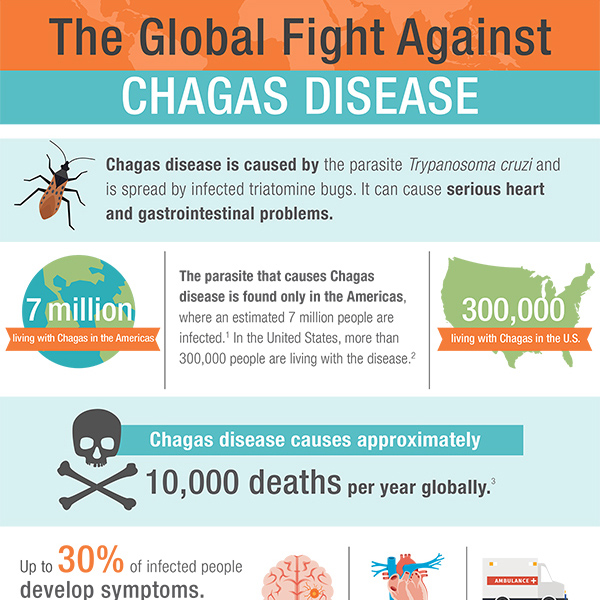 The Global Fight Against
CHAGAS DISEASE
Chagas disease is caused by the parasite Trypanosoma cruzi and
is spread by infected triatomine bugs. It can cause serious heart
and gastrointestinal problems.
7 million
living with Chagas in the Americas
The parasite that causes Chagas
disease is found only in the Americas,
where an estimated 7 million people are
infected.¹ In the United States, more than
300,000 people are living with the disease.²
300,000
living with Chagas in the U.S.
Chagas disease causes approximately
10,000 deaths per year globally.³
Up to 30% of infected people
develop symptoms.
AMBULANCE +